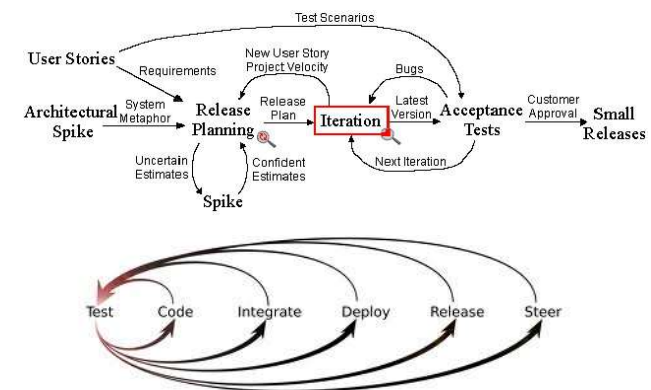 Test Scenarios
User Stories
New User Story
Project Velocity
Bugs
Requirements
Architectural
Spike
System
Metaphor
Release
Planning
Release
Plan
Iteration
Latest
Version
Acceptance
Tests
Customer
Approval
Small
Releases
Uncertain
Estimates
Confident
Estimates
Next Iteration
Spike
Test
Code
Integrate
Deploy
Release
Steer